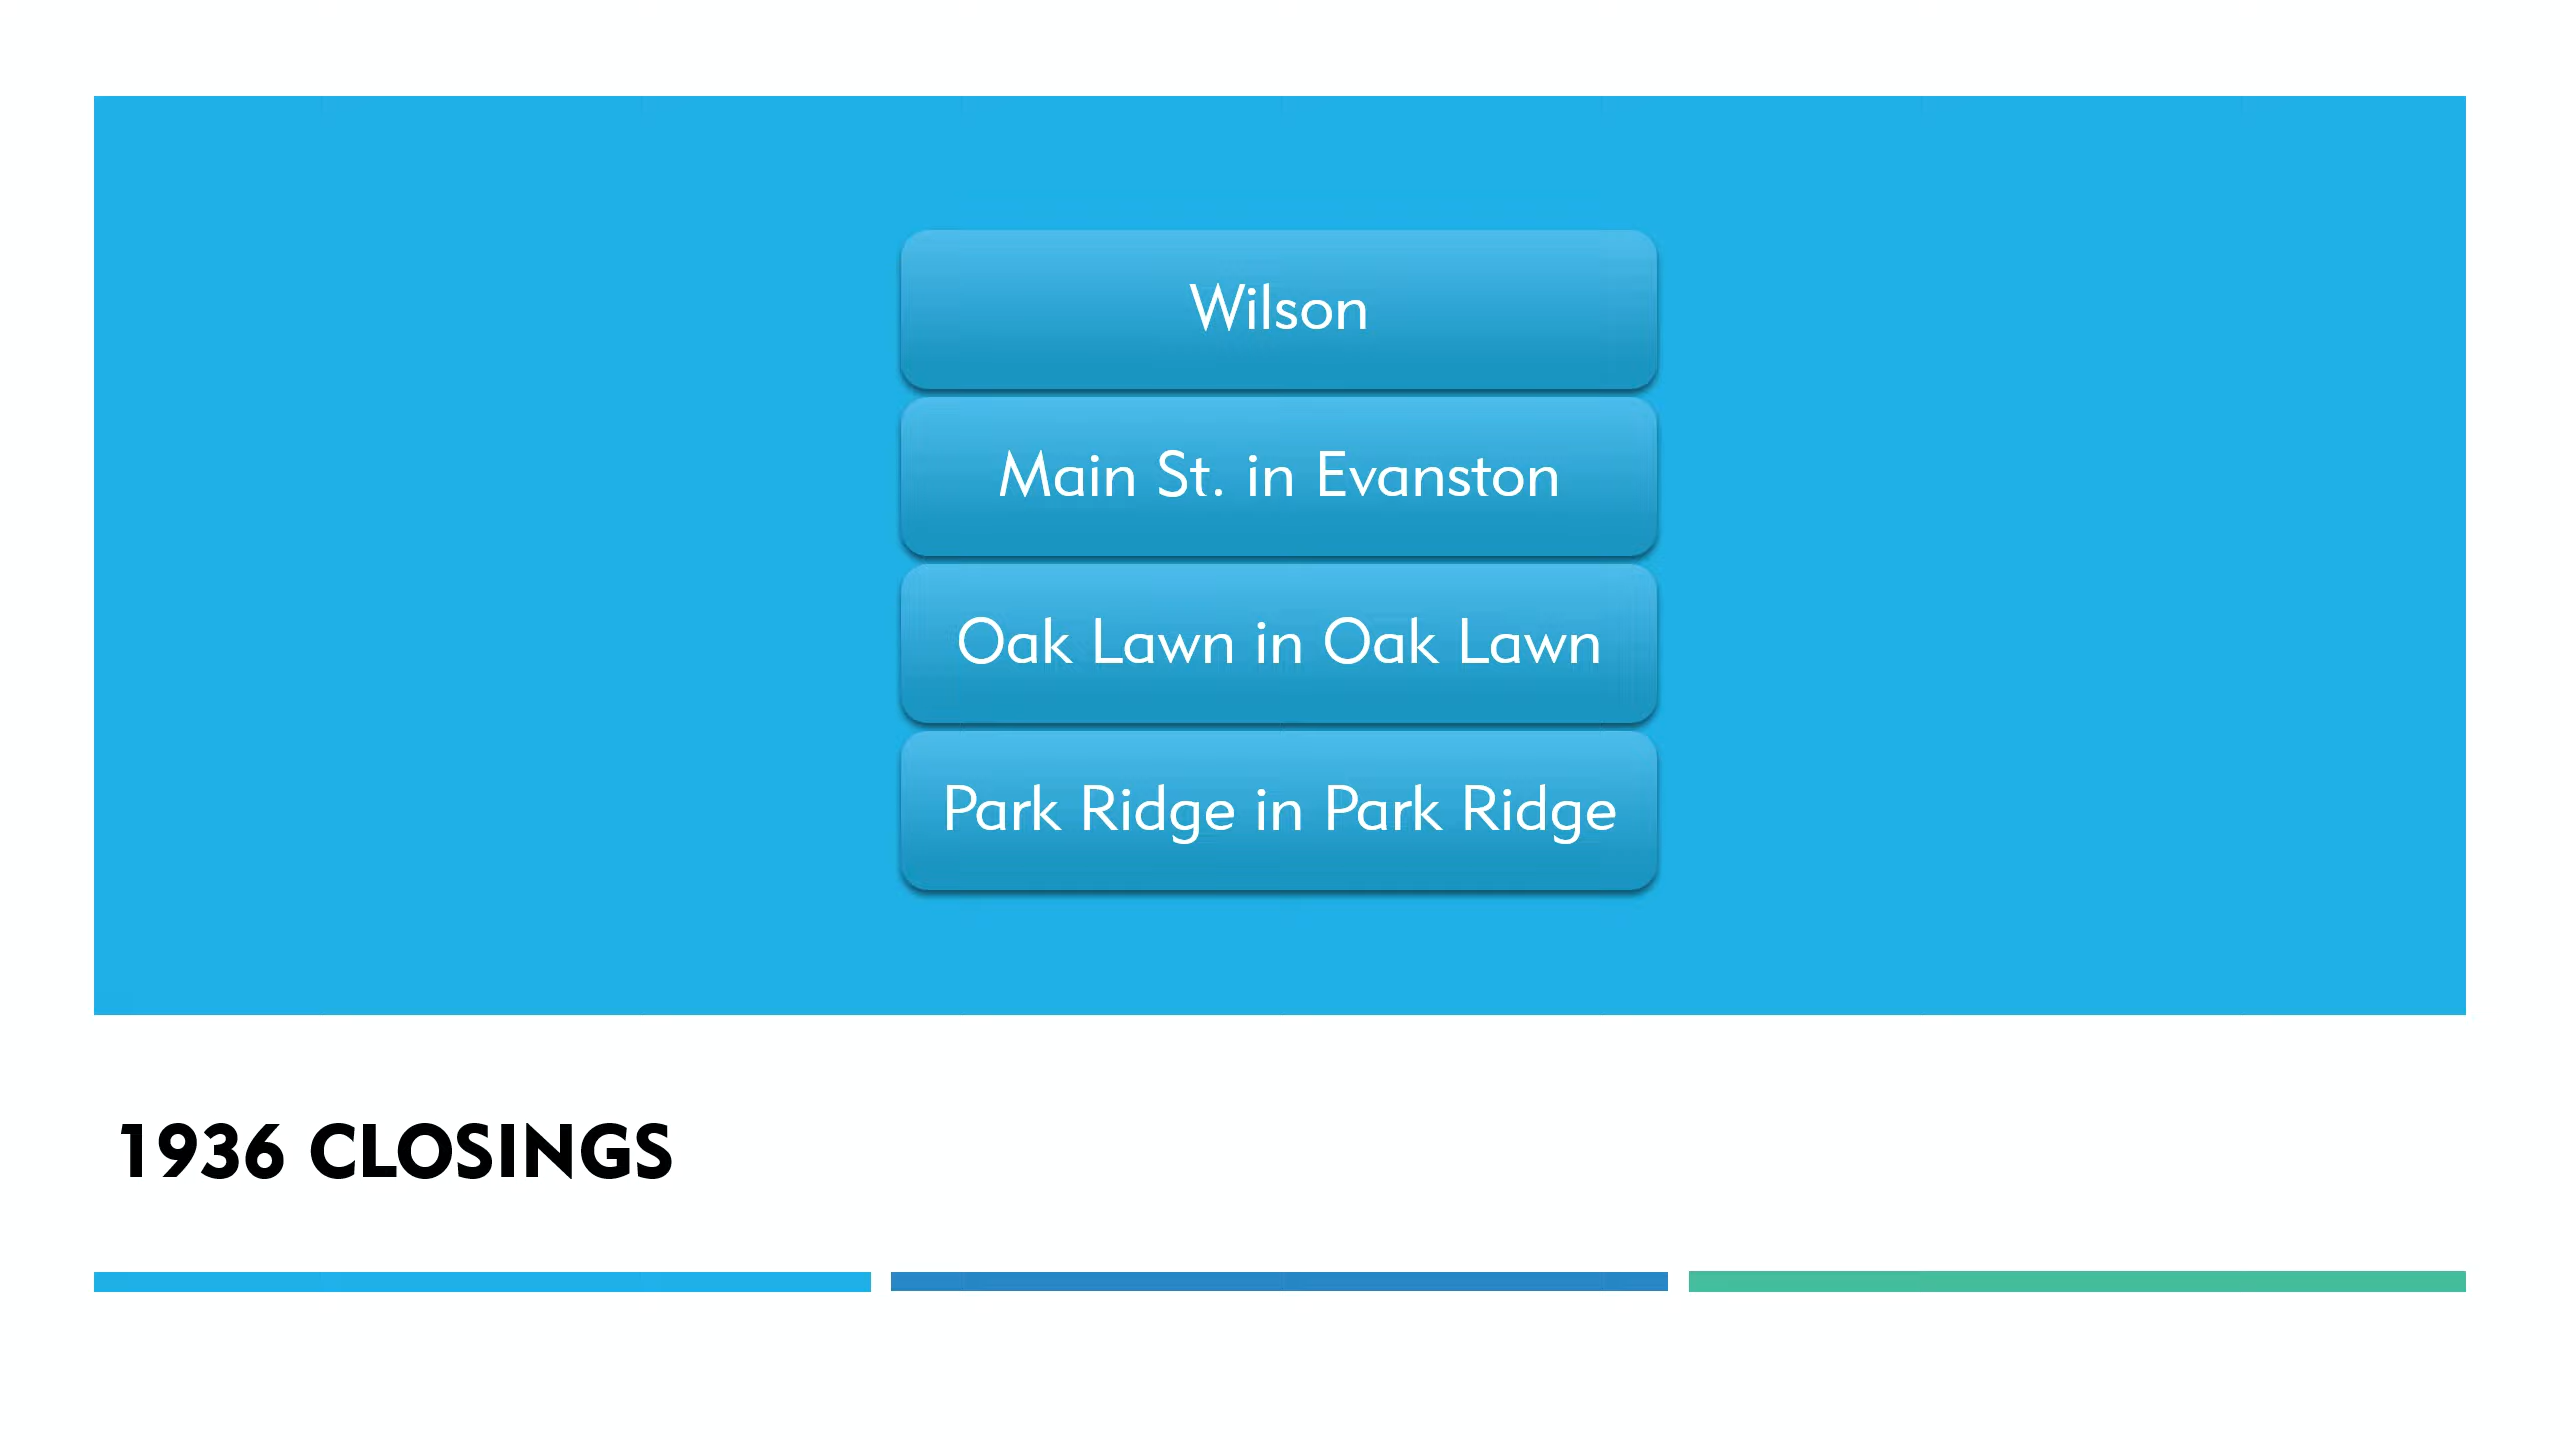 Wilson
Main St. in Evanston
Oak Lawn in Oak Lawn
Park Ridge in Park Ridge
1936 CLOSINGS